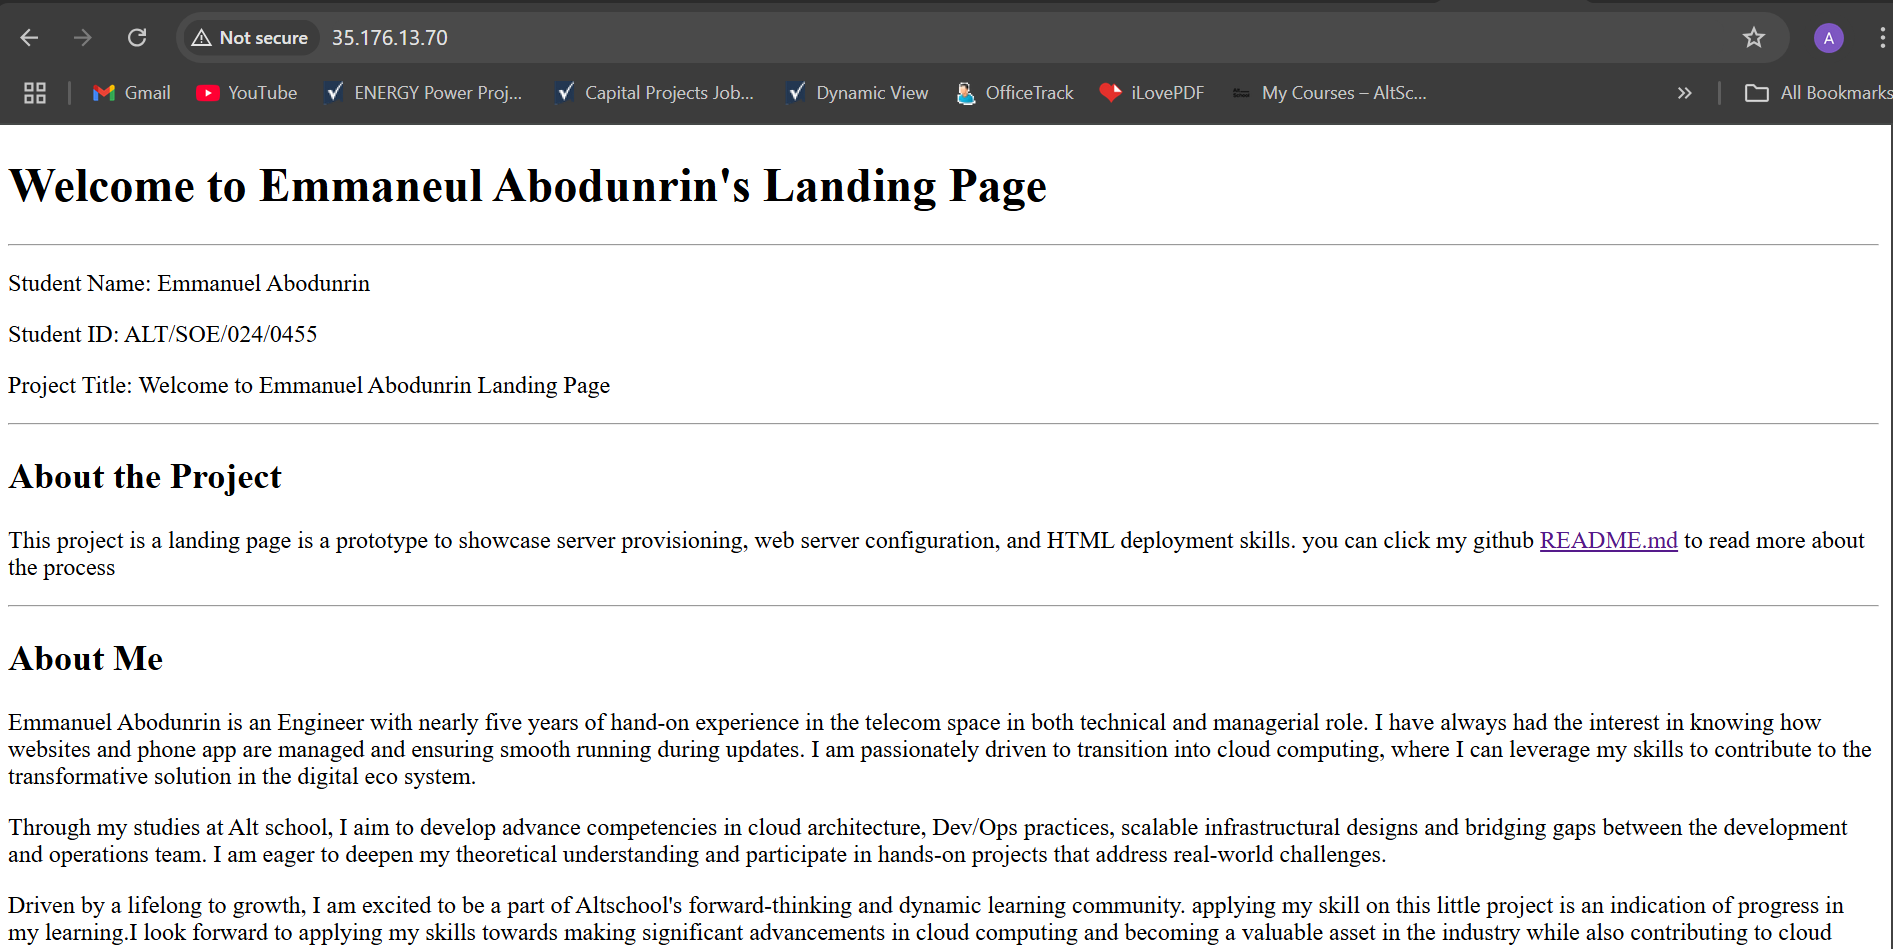 Not secure
35.176.13.70
A
Gmail
YouTube
ENERGY Power Proj...
Capital Projects Job...
Dynamic View
OfficeTrack
iLovePDF
My Courses – AltSc...
»
All Bookmarks
Welcome to Emmaneul Abodunrin's Landing Page
Student Name: Emmanuel Abodunrin
Student ID: ALT/SOE/024/0455
Project Title: Welcome to Emmanuel Abodunrin Landing Page
About the Project
This project is a landing page is a prototype to showcase server provisioning, web server configuration, and HTML deployment skills. you can click my github README.md to read more about
the process
About Me
Emmanuel Abodunrin is an Engineer with nearly five years of hand-on experience in the telecom space in both technical and managerial role. I have always had the interest in knowing how
websites and phone app are managed and ensuring smooth running during updates. I am passionately driven to transition into cloud computing, where I can leverage my skills to contribute to the
transformative solution in the digital eco system.
Through my studies at Alt school, I aim to develop advance competencies in cloud architecture, Dev/Ops practices, scalable infrastructural designs and bridging gaps between the development
and operations team. I am eager to deepen my theoretical understanding and participate in hands-on projects that address real-world challenges.
Driven by a lifelong to growth, I am excited to be a part of Altschool's forward-thinking and dynamic learning community. applying my skill on this little project is an indication of progress in
my learning.I look forward to applying my skills towards making significant advancements in cloud computing and becoming a valuable asset in the industry while also contributing to cloud